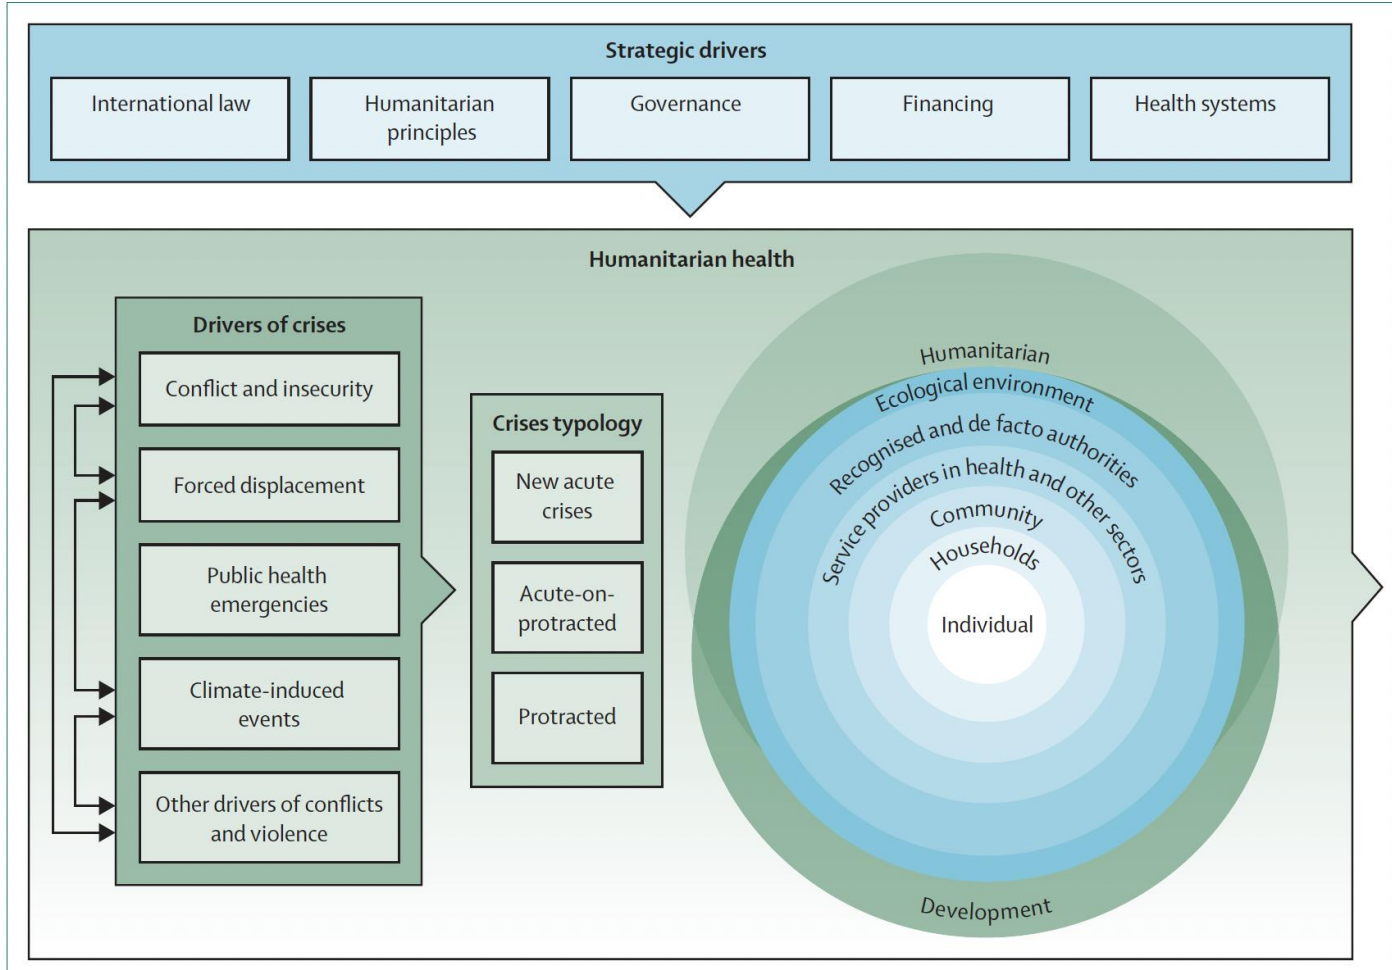 Strategic drivers
International law
Humanitarian
principles
Governance
Financing
Health systems
Humanitarian health
Drivers of crises
Conflict and insecurity
Forced displacement
Public health
emergencies
Climate-induced
events
Other drivers of conflicts
and violence
Crises typology
New acute
crises
Acute-on-
protracted
Protracted
Humanitarian
Ecological environment
Recognised and de facto authorities
Service providers in health and other sectors
Community
Households
Individual
Development